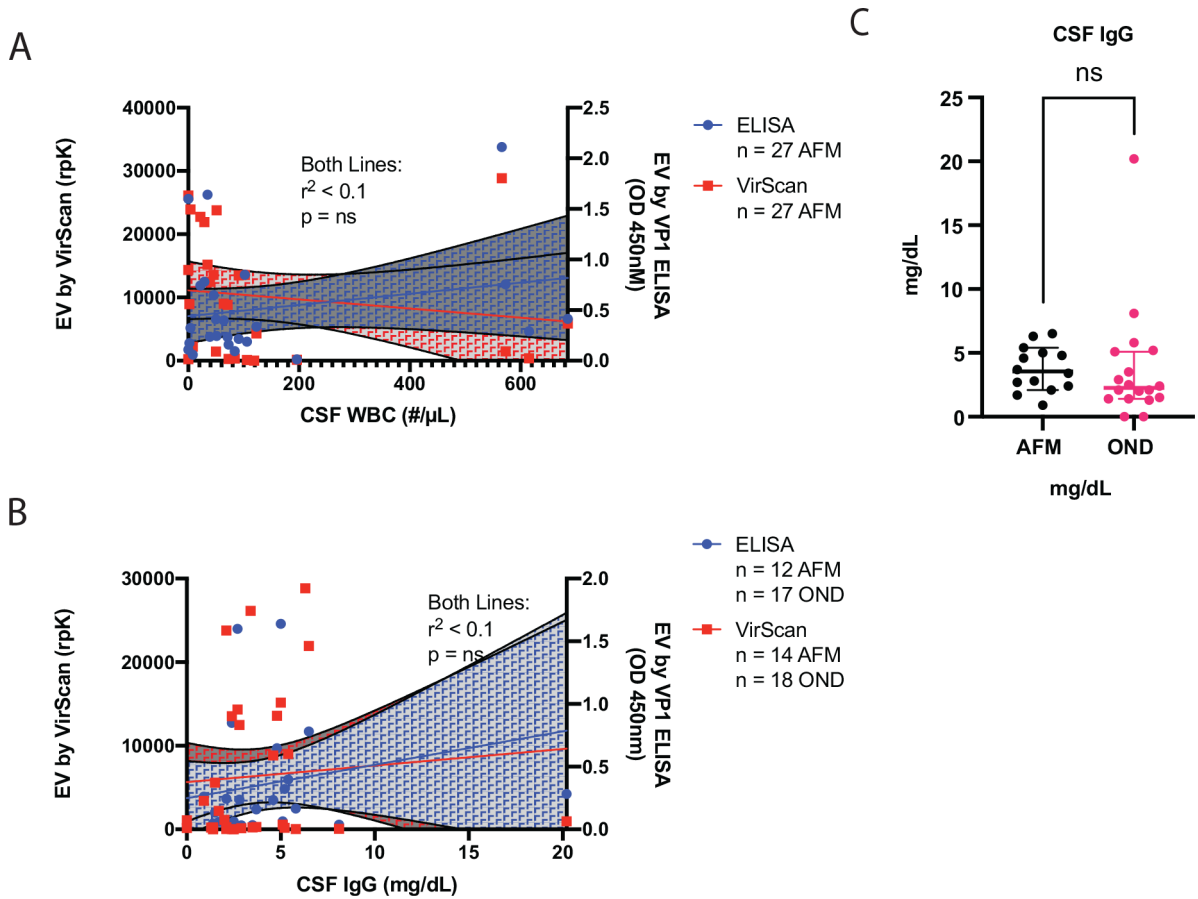 A
EV by VirScan (rpK)
40000
30000
20000
10000
0
0
200
400
600
CSF WBC (#/µL)
Both Lines:
r² < 0.1
p = ns
2.5
2.0
1.5
1.0
0.5
0.0
EV by VP1 ELISA
(OD 450nM)
ELISA
n = 27 AFM
VirScan
n = 27 AFM
C
CSF IgG
ns
mg/dL
25
20
15
10
5
0
AFM
OND
mg/dL
B
EV by VirScan (rpK)
30000
20000
10000
0
0
5
10
15
20
CSF IgG (mg/dL)
Both Lines:
r² < 0.1
p = ns
2.0
1.5
1.0
0.5
0.0
EV by VP1 ELISA
(OD 450nm)
ELISA
n = 12 AFM
n = 17 OND
VirScan
n = 14 AFM
n = 18 OND